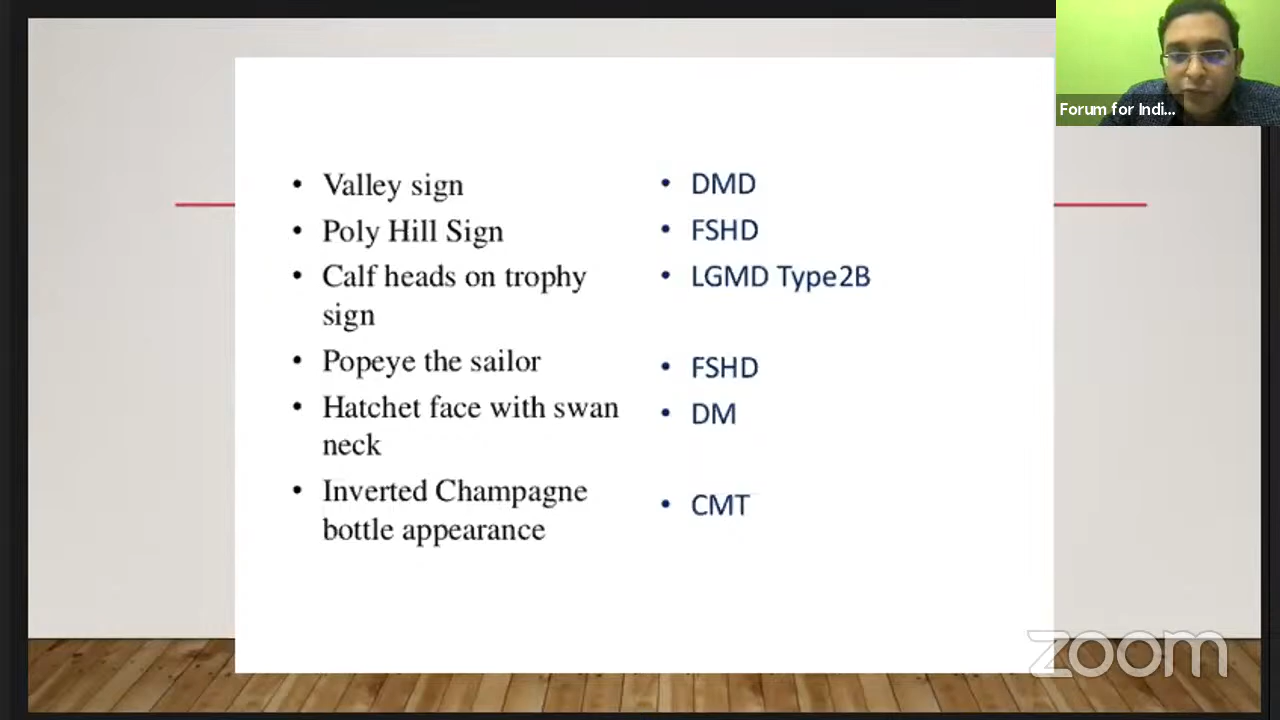 Forum for Indi...
• Valley sign
• Poly Hill Sign
• Calf heads on trophy
sign
• Popeye the sailor
• Hatchet face with swan
neck
• Inverted Champagne
bottle appearance
• DMD
• FSHD
• LGMD Type2B
• FSHD
• DM
• CMT
zoom